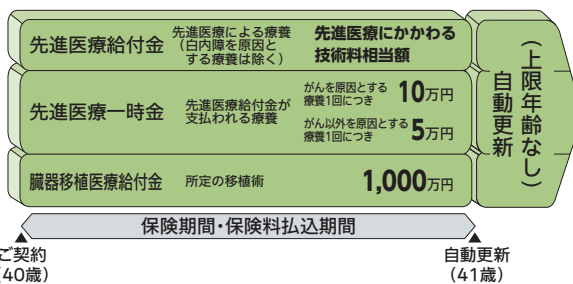 先進医療給付金
先進医療による療養
(白内障を原因と
する療養は除く)
先進医療にかかわる
技術料相当額
先進医療一時金
先進医療給付金が
支払われる療養
がんを原因とする
療養1回につき 10万円
がん以外を原因とする
療養1回につき 5万円
臓器移植医療給付金
所定の移植術
1,000万円
自動更新
(上限年齢なし)
保険期間・保険料払込期間
ご契約
(40歳)
自動更新
(41歳)